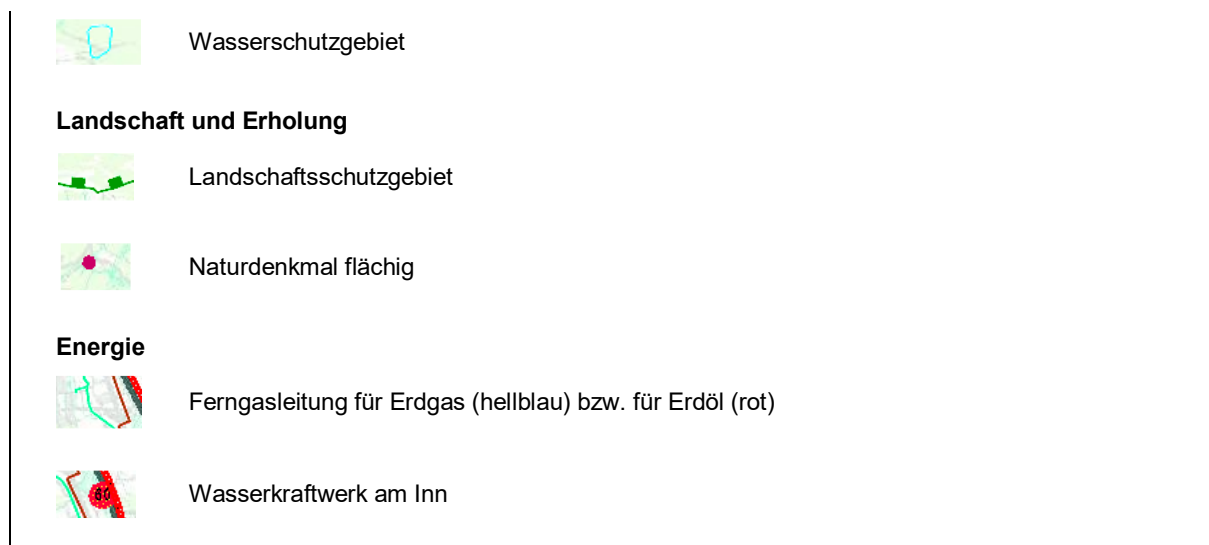 Wasserschutzgebiet
Landschaft und Erholung
Landschaftsschutzgebiet
Naturdenkmal flächig
Energie
Ferngasleitung für Erdgas (hellblau) bzw. für Erdöl (rot)
60
Wasserkraftwerk am Inn